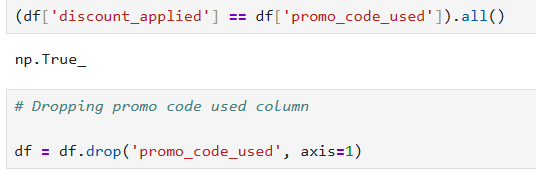 (df['discount_applied'] == df['promo_code_used']).all()
np.True_
# Dropping promo code used column
df = df.drop('promo_code_used', axis=1)